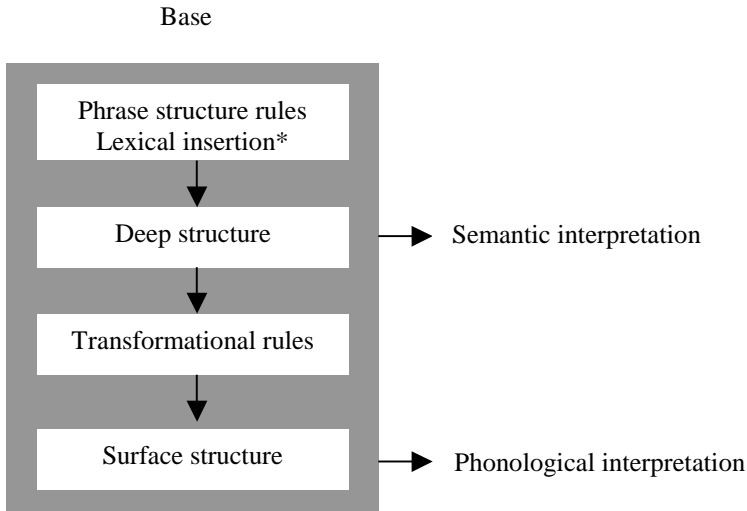 Base
Phrase structure rules
Lexical insertion*
Deep structure
Semantic interpretation
Transformational rules
Surface structure
Phonological interpretation